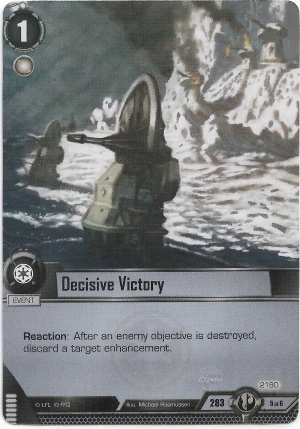 1
Decisive Victory
EVENT
Reaction: After an enemy objective is destroyed,
discard a target enhancement.
2160
© LFL © FFG
Illus. Michael Rasmussen
283
5 of 6